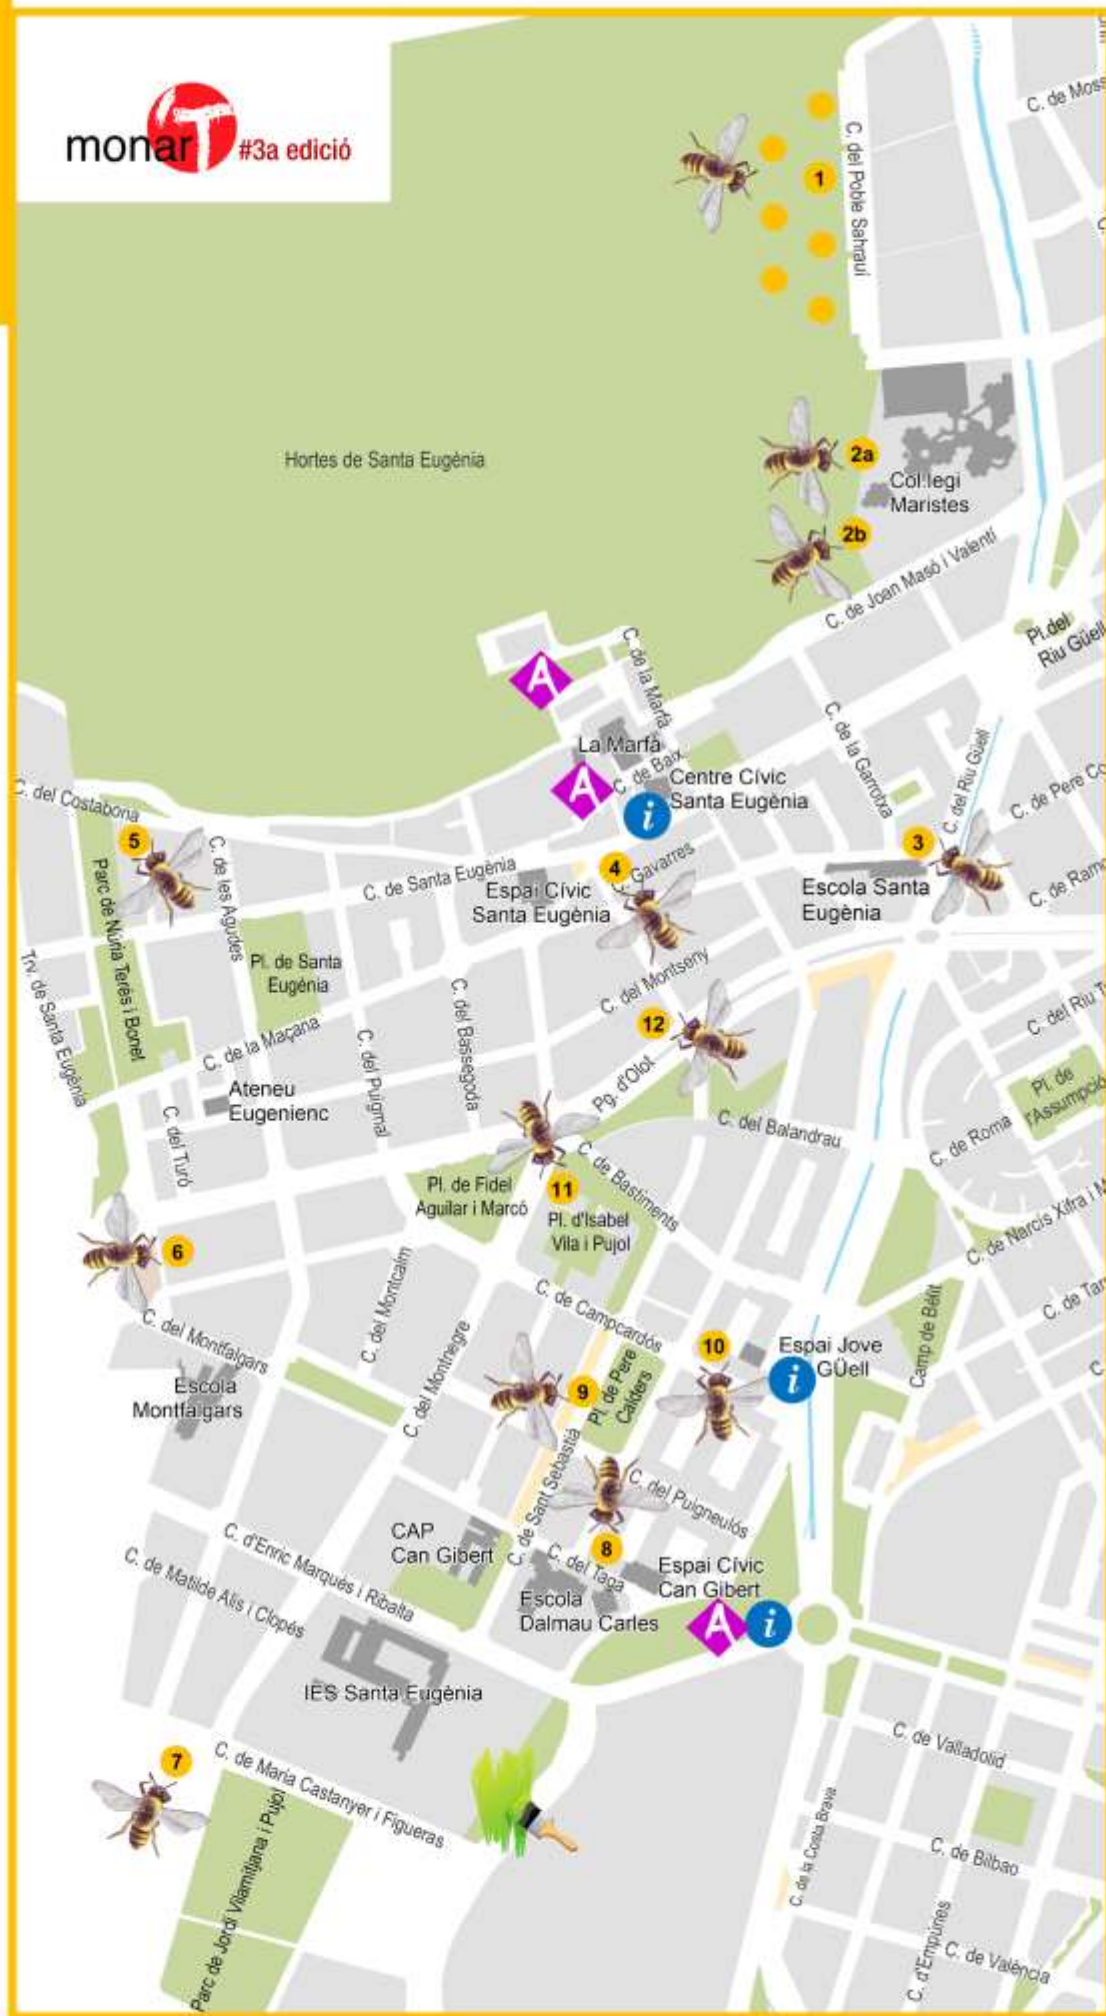 monarT #3a edició
C. de Moss
C. del Poble Sahrauí
1
Hortes de Santa Eugènia
2a
Col.legi
Maristes
2b
C. de Joan Masó i Valentí
Pl.del
Riu Güell
C. de la Marfà
La Marfà
C. de Baix
Centre Cívic
Santa Eugènia
i
A
A
C. de la Garrotxa
C. del Riu Güell
C. de Pere Co
C. del Costabona
5
C. de les Agudes
C. de Santa Eugènia
Espai Cívic
Santa Eugènia
4
C. Gavarres
3
Escola Santa
Eugènia
C. de Ramo
Parc de Núria Terés i Bonet
Trv. de Santa Eugènia
Pl. de Santa
Eugènia
C. del Montseny
12
C. de la Maçana
C. del Bassegoda
C. del Puigmal
Pg. d'Olot
C. del Riu T
Pl. de
l'Assumpció
Ateneu
Eugenienc
C. del Turó
C. del Balandrau
C. de Roma
C. de Bastiments
Pl. de Fidel
Aguilar i Marcó
11
Pl. d'Isabel
Vila i Pujol
C. de Narcís Xifra i M
6
C. del Montcalm
C. de Campcardós
C. de Tar
C. del Montfalgars
C. del Montnegre
10
Espai Jove
GÜell
i
Camp de Bèlit
Escola
Montfalgars
9
Pl. de Pere
Calders
C. de Sant Sebastià
C. del Puigneulós
CAP
Can Gibert
8
C. del Taga
Espai Cívic
Can Gibert
A
i
C. d'Enric Marquès i Ribalta
C. de Matilde Alis i Clopés
Escola
Dalmau Carles
IES Santa Eugènia
7
C. de Maria Castanyer i Figueras
C. de Valladolid
Parc de Jordi Vilamitjana i Pujol
C. de la Costa Brava
C. de Bilbao
C. d'Empúries
C. de València